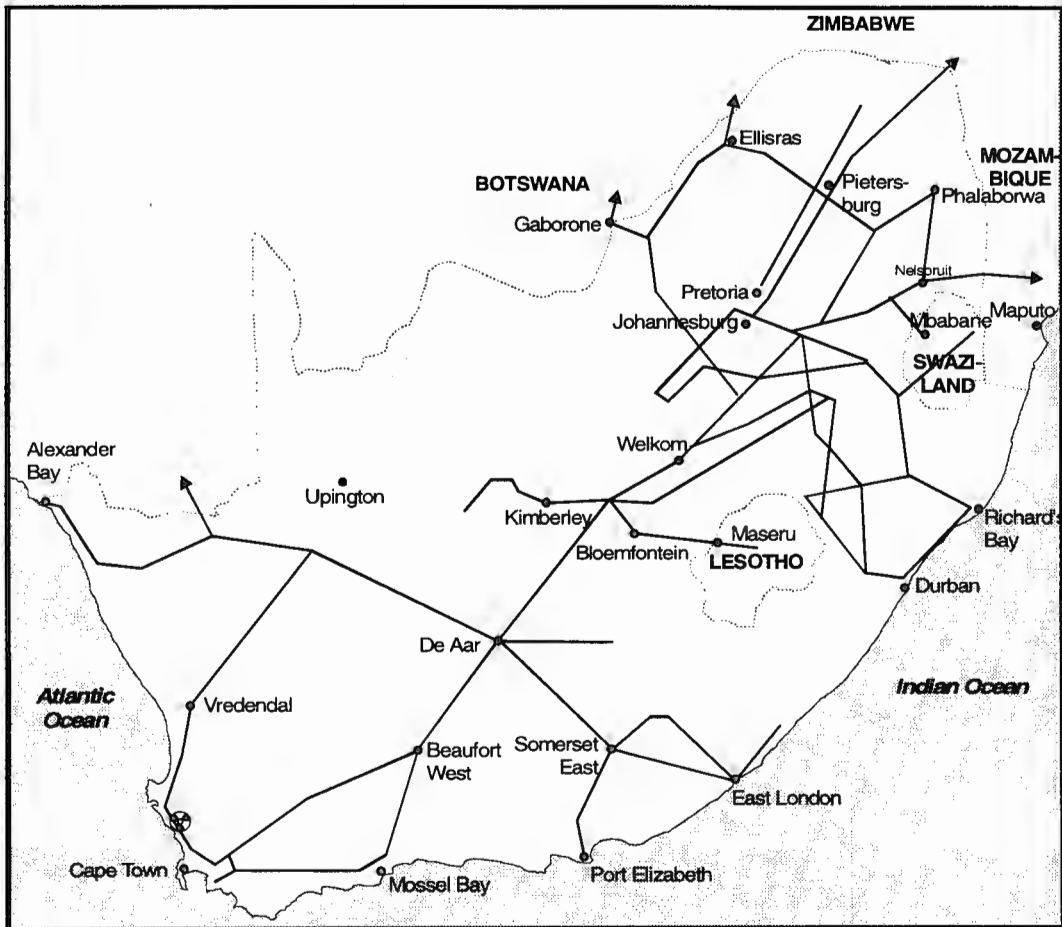 ZIMBABWE
Ellisras
MOZAM-
BIQUE
BOTSWANA
Pieters-
burg
Phalaborwa
Gaborone
Nelspruit
Pretoria
Johannesburg
Mbabane
Maputo
SWAZI-
LAND
Welkom
Alexander
Bay
Upington
Kimberley
Richard's
Bay
Bloemfontein
Maseru
LESOTHO
Durban
De Aar
Atlantic
Ocean
Indian Ocean
Vredendal
Beaufort
West
Somerset
East
East London
Cape Town
Mossel Bay
Port Elizabeth